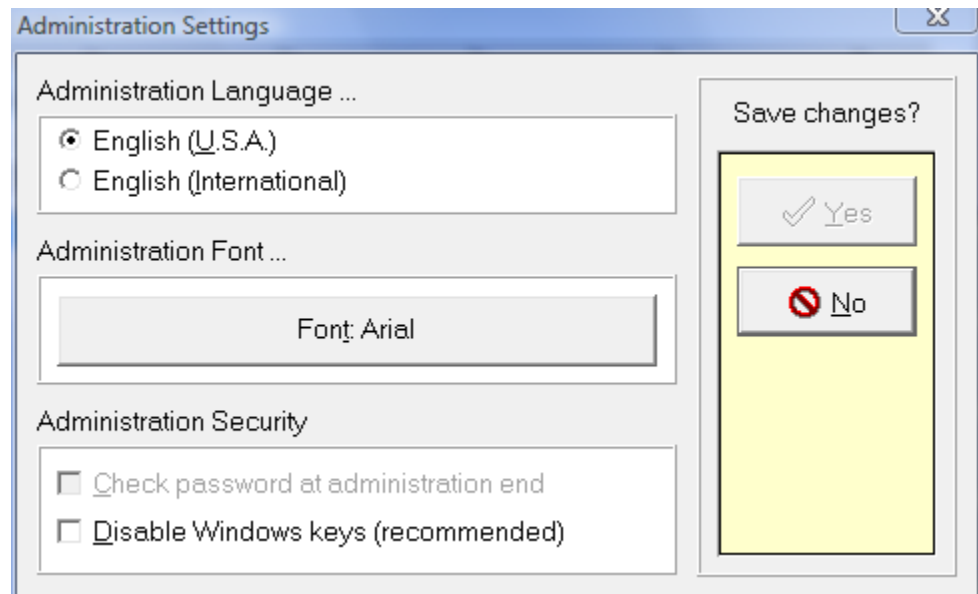 Administration Settings
Administration Language ...
English (U.S.A.)
English (International)
Administration Font ...
Font: Arial
Administration Security
Check password at administration end
Disable Windows keys (recommended)
Save changes?
Yes
No